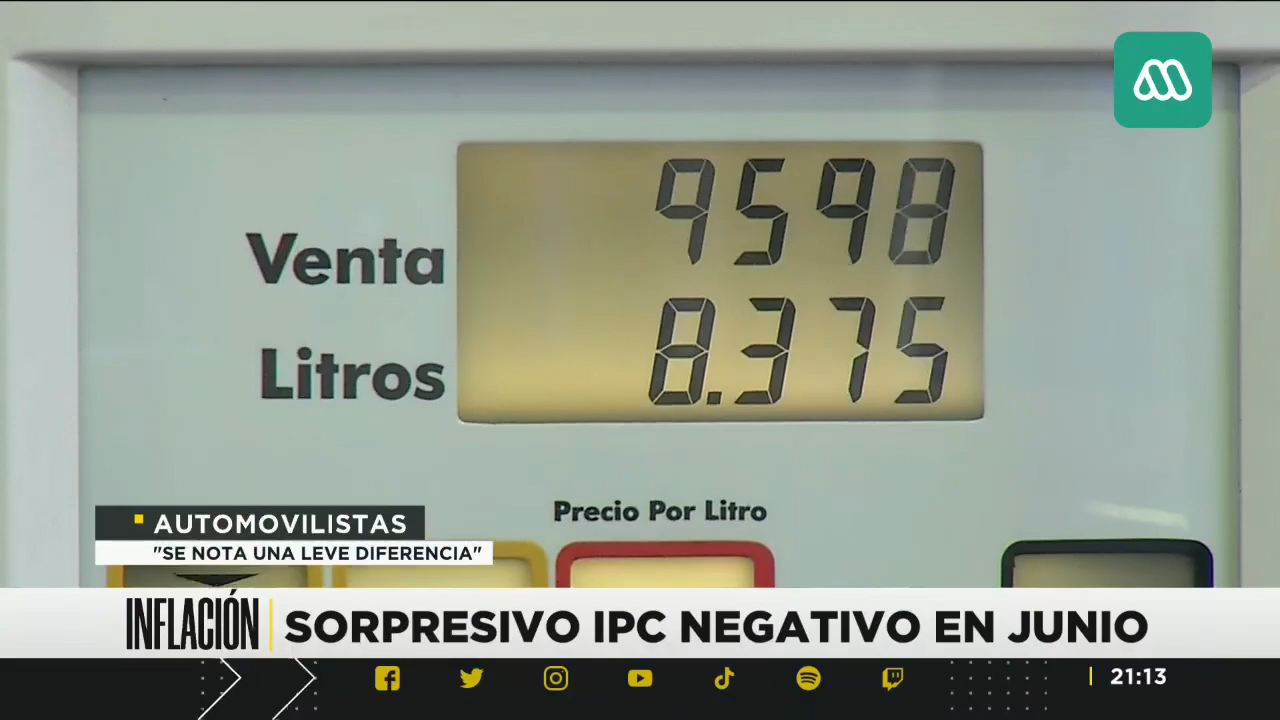 9598
Venta
8.375
Litros
Precio Por Litro
AUTOMOVILISTAS
"SE NOTA UNA LEVE DIFERENCIA"
INFLACIÓN
SORPRESIVO IPC NEGATIVO EN JUNIO
21:13